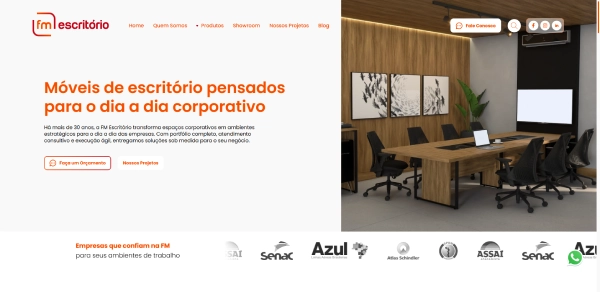 fm escritório
Home Quem Somos Produtos Showroom Nossos Projetos Blog
Fale Conosco
Móveis de escritório pensados
para o dia a dia corporativo
Há mais de 30 anos, a FM Escritório transforma espaços corporativos em ambientes
estratégicos para o dia a dia das empresas. Com portfólio completo, atendimento
consultivo e execução ágil, entregamos soluções sob medida para o seu negócio.
Faça um Orçamento Nossos Projetos
Empresas que confiam na FM
para seus ambientes de trabalho
SSAI
Senac
Azul
Atlas Schindler
ASSAI
Senac
Az